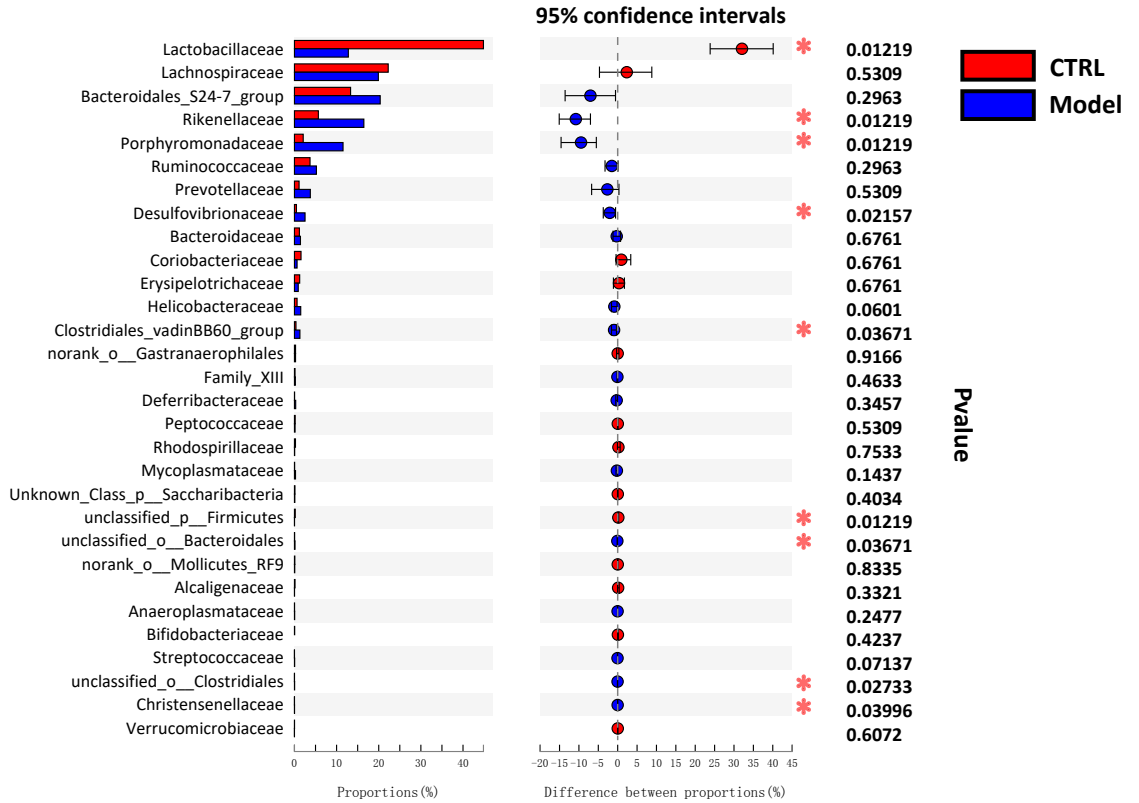 95% confidence intervals
Lactobacillaceae * 0.01219
Lachnospiraceae 0.5309
Bacteroidales_S24-7_group 0.2963
Rikenellaceae * 0.01219
Porphyromonadaceae * 0.01219
Ruminococcaceae 0.2963
Prevotellaceae 0.5309
Desulfovibrionaceae * 0.02157
Bacteroidaceae 0.6761
Coriobacteriaceae 0.6761
Erysipelotrichaceae 0.6761
Helicobacteraceae 0.0601
Clostridiales_vadinBB60_group * 0.03671
norank_o__Gastranaerophilales 0.9166
Family_XIII 0.4633
Deferribacteraceae 0.3457
Peptococcaceae 0.5309
Rhodospirillaceae 0.7533
Mycoplasmataceae 0.1437
Unknown_Class_p__Saccharibacteria 0.4034
unclassified_p__Firmicutes * 0.01219
unclassified_o__Bacteroidales * 0.03671
norank_o__Mollicutes_RF9 0.8335
Alcaligenaceae 0.3321
Anaeroplasmataceae 0.2477
Bifidobacteriaceae 0.4237
Streptococcaceae 0.07137
unclassified_o__Clostridiales * 0.02733
Christensenellaceae * 0.03996
Verrucomicrobiaceae 0.6072
0 10 20 30 40
Proportions(%)
-20 -15 -10 -5 0 5 10 15 20 25 30 35 40 45
Difference between proportions(%)
CTRL
Model
Pvalue